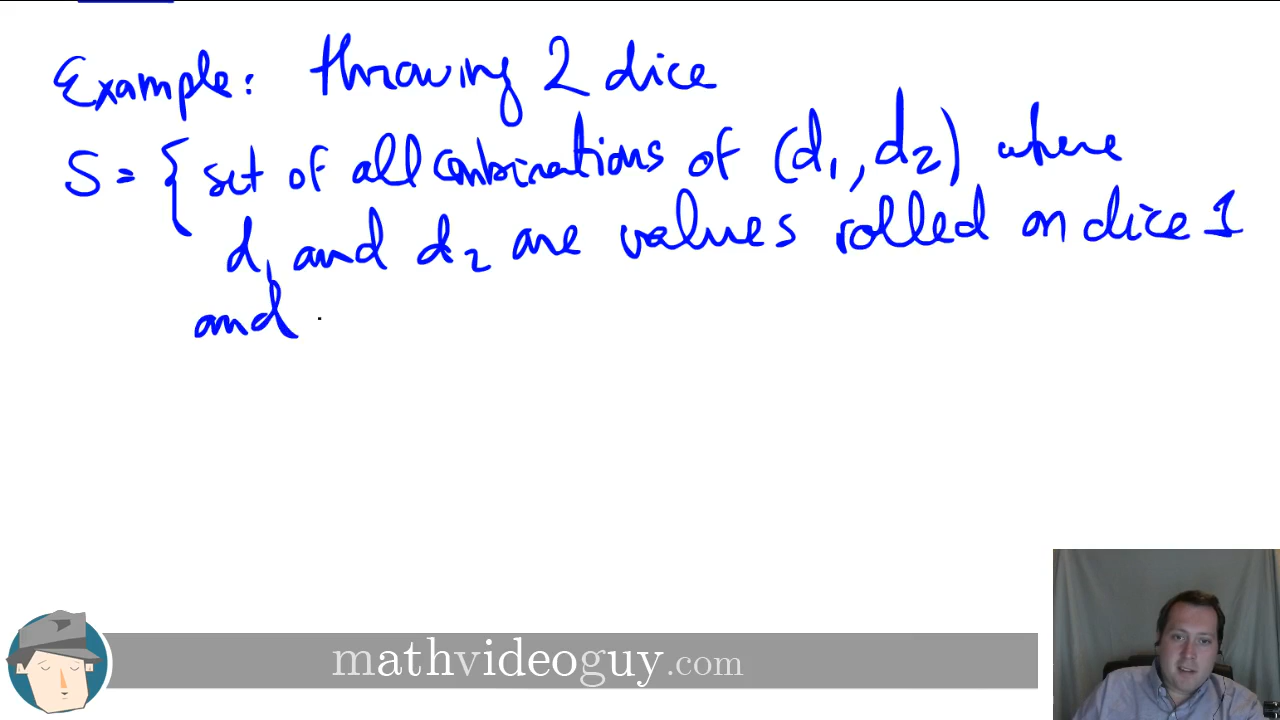 Example: throwing 2 dice
S = { set of all combinations of (d1, d2) where
d1 and d2 are values rolled on dice 1
and
mathvideoguy.com